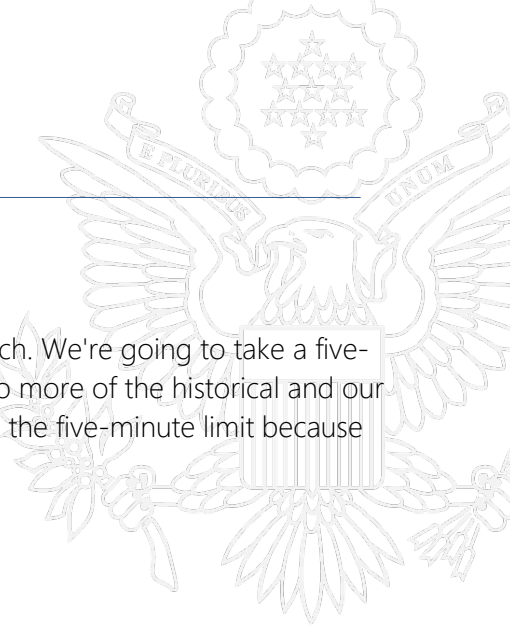 E PLURIBUS
UNUM
ch. We're going to take a five-
o more of the historical and our
the five-minute limit because